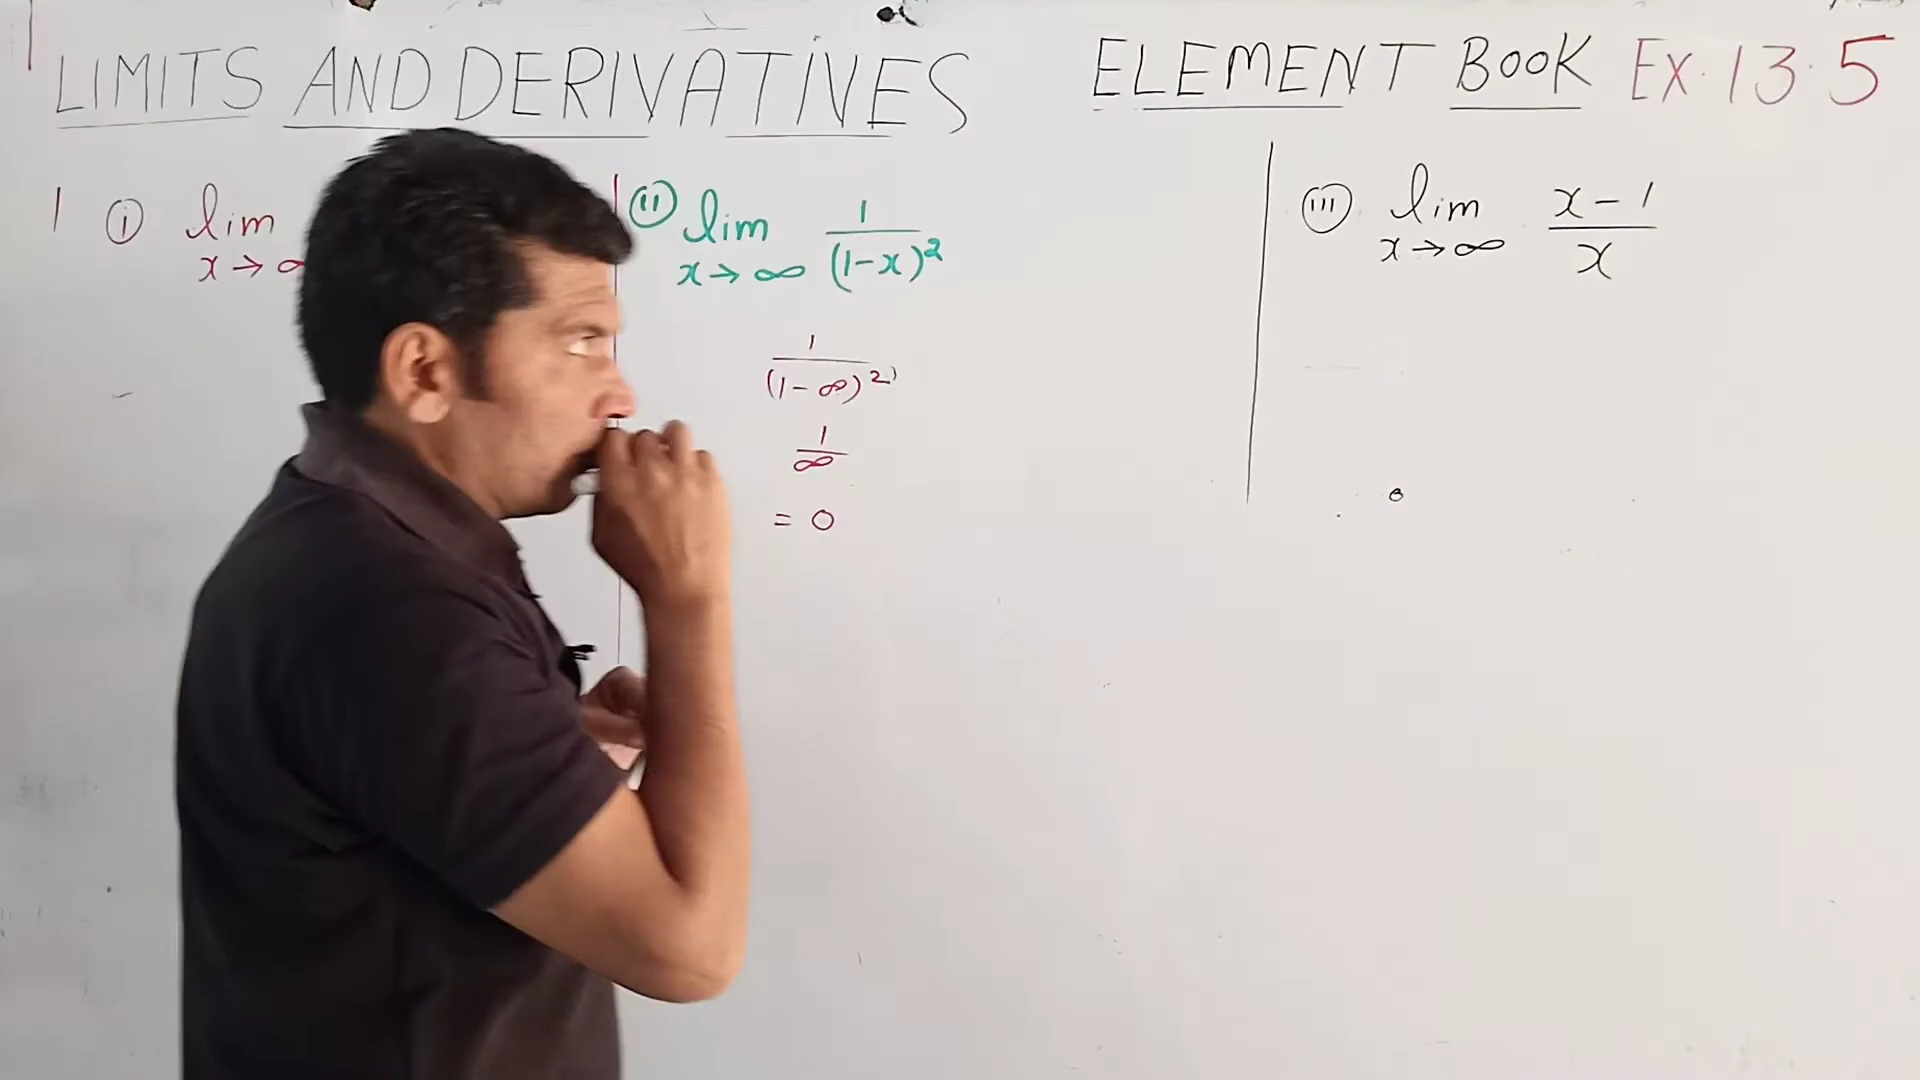 LIMITS AND DERIVATIVES
ELEMENT BOOK Ex. 13.5
1 (i) lim
x → ∞
(ii) lim 1/(1-x)²
x → ∞
1/(1-∞)²
1/∞
= 0
(iii) lim x-1/x
x → ∞